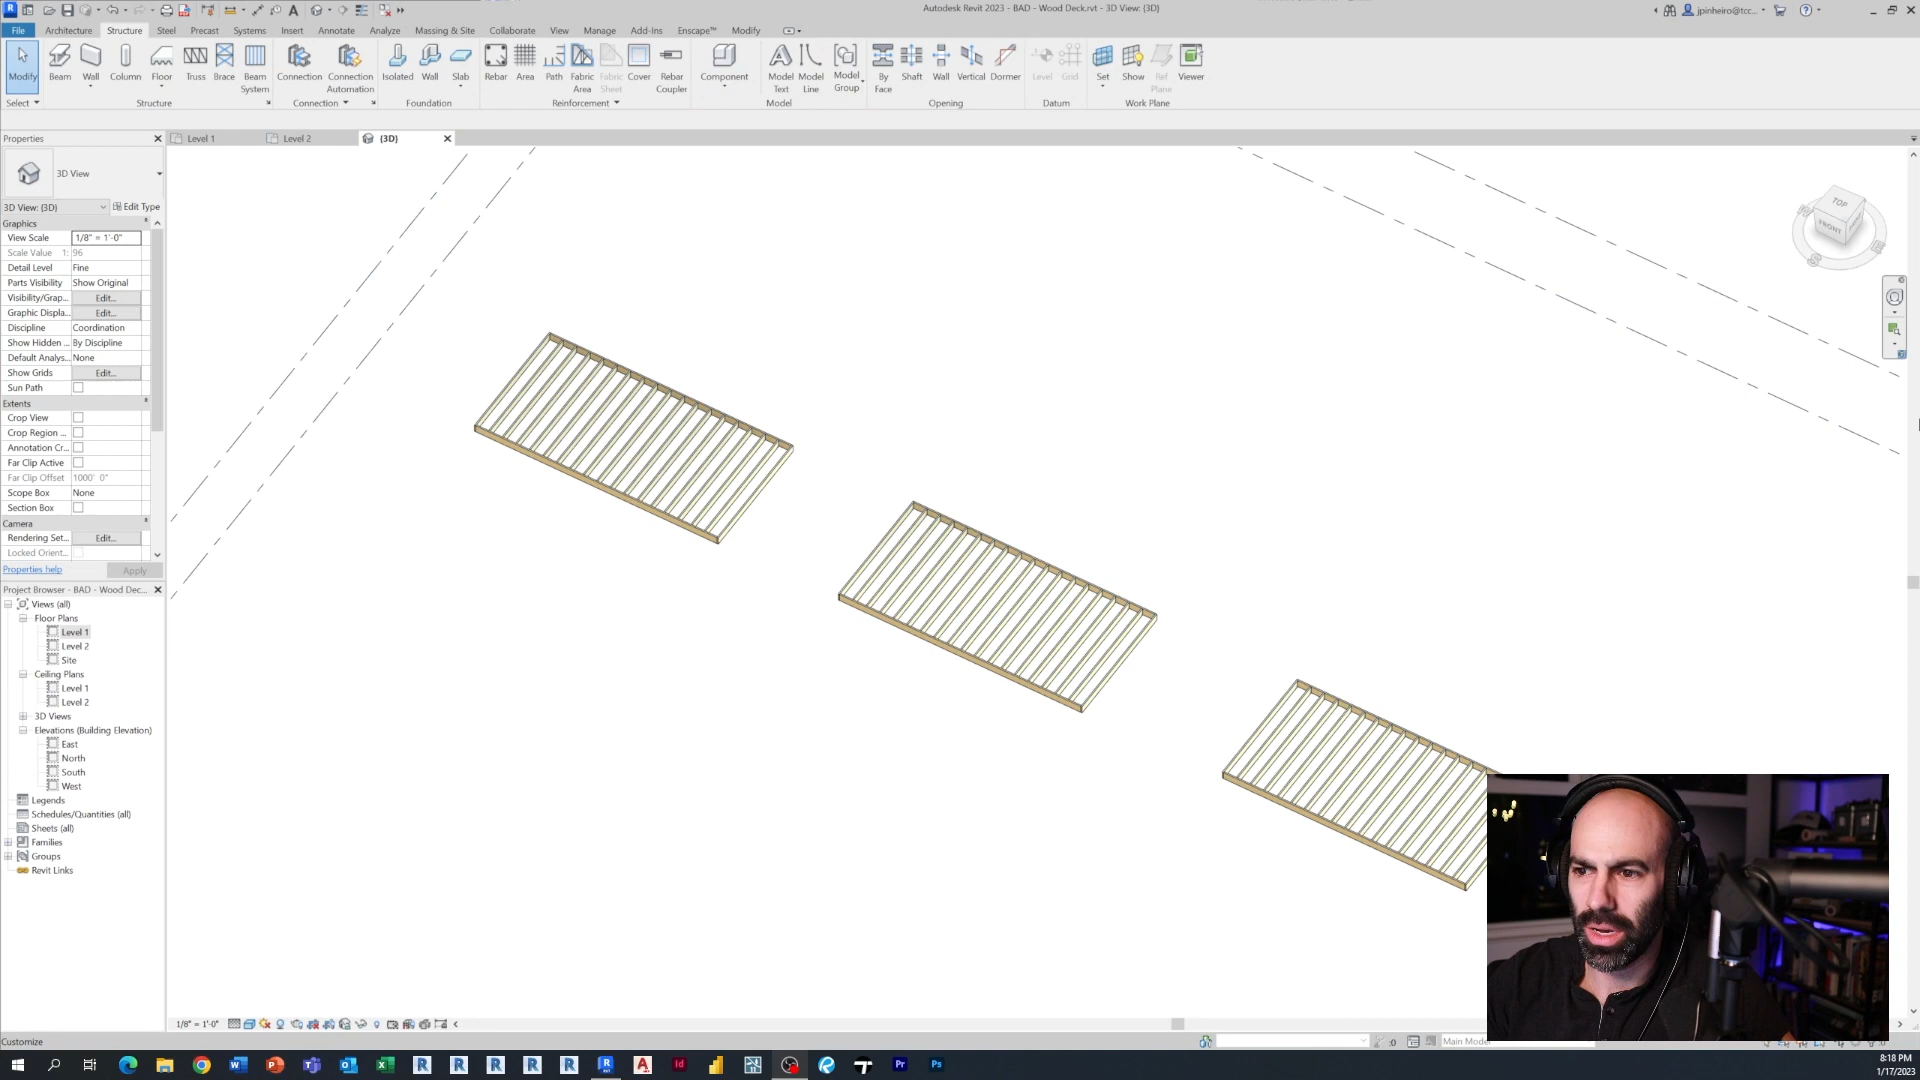 Autodesk Revit 2023 - BAD - Wood Deck.rvt - 3D View: {3D}
jpinheiro@tcc...
File Architecture Structure Steel Precast Systems Insert Annotate Analyze Massing & Site Collaborate View Manage Add-Ins Enscape™ Modify
Modify Beam Wall Column Floor Truss Brace Beam System Connection Connection Automation Isolated Wall Slab Rebar Area Path Fabric Area Fabric Sheet Cover Rebar Coupler Component Model Text Model Line Model Group By Face Shaft Wall Vertical Dormer Level Grid Set Show Ref Plane Viewer
Select Structure Connection Foundation Reinforcement Model Opening Datum Work Plane
Properties
Level 1 Level 2 {3D}
3D View
3D View: {3D} Edit Type
Graphics
View Scale 1/8" = 1'-0"
Scale Value 1: 96
Detail Level Fine
Parts Visibility Show Original
Visibility/Grap... Edit...
Graphic Displa... Edit...
Discipline Coordination
Show Hidden ... By Discipline
Default Analys... None
Show Grids Edit...
Sun Path
Extents
Crop View
Crop Region ...
Annotation Cr...
Far Clip Active
Far Clip Offset 1000' 0"
Scope Box None
Section Box
Camera
Rendering Set... Edit...
Locked Orient...
Properties help Apply
Project Browser - BAD - Wood Dec...
Views (all)
Floor Plans
Level 1
Level 2
Site
Ceiling Plans
Level 1
Level 2
3D Views
Elevations (Building Elevation)
East
North
South
West
Legends
Schedules/Quantities (all)
Sheets (all)
Families
Groups
Revit Links
TOP
FRONT
1/8" = 1'-0"
Customize
:0
Main Model
8:18 PM
1/17/2023